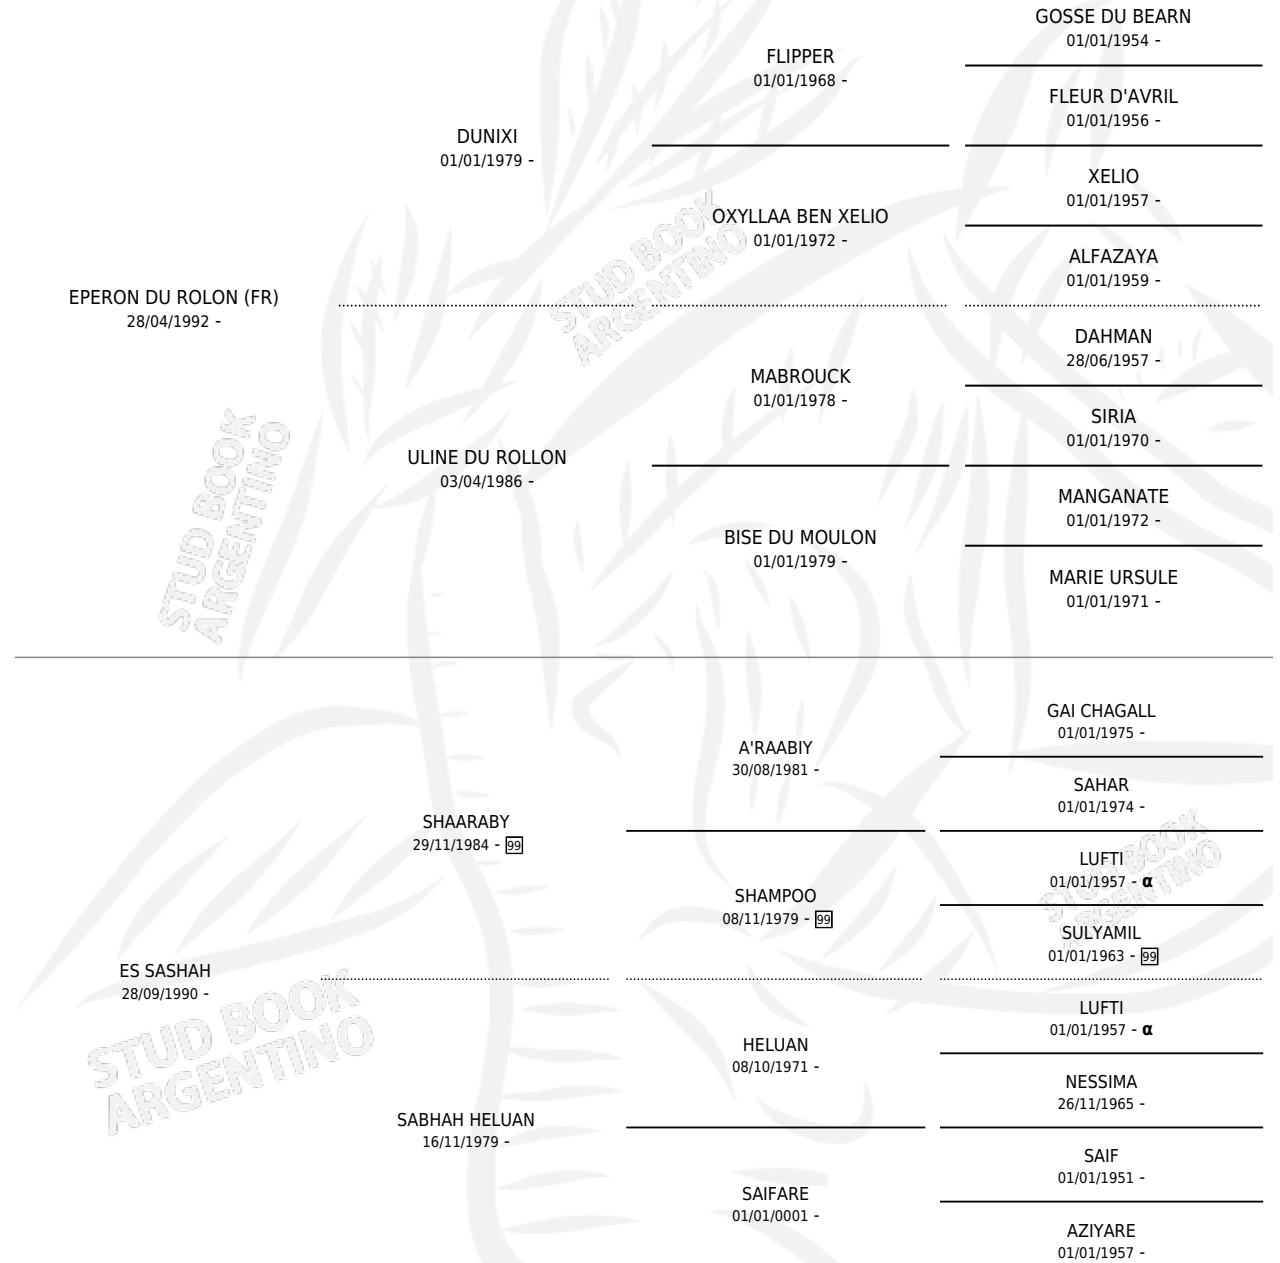 GOSSE DU BEARN
01/01/1954 -
FLIPPER
01/01/1968 -
FLEUR D'AVRIL
01/01/1956 -
DUNIXI
01/01/1979 -
XELIO
01/01/1957 -
OXYLLAA BEN XELIO
01/01/1972 -
ALFAZAYA
01/01/1959 -
EPERON DU ROLON (FR)
28/04/1992 -
DAHMAN
28/06/1957 -
MABROUCK
01/01/1978 -
SIRIA
01/01/1970 -
ULINE DU ROLLON
03/04/1986 -
MANGANATE
01/01/1972 -
BISE DU MOULON
01/01/1979 -
MARIE URSULE
01/01/1971 -
GAI CHAGALL
01/01/1975 -
A'RAABIY
30/08/1981 -
SAHAR
01/01/1974 -
SHAARABY
29/11/1984 - 99
LUFTI
01/01/1957 - α
SHAMPOO
08/11/1979 - 99
SULYAMIL
01/01/1963 - 99
ES SASHAH
28/09/1990 -
LUFTI
01/01/1957 - α
HELUAN
08/10/1971 -
NESSIMA
26/11/1965 -
SABHAH HELUAN
16/11/1979 -
SAIF
01/01/1951 -
SAIFARE
01/01/0001 -
AZIYARE
01/01/1957 -
STUD BOOK
ARGENTINO
STUD BOOK
ARGENTINO
STUD BOOK
ARGENTINO
STUD BOOK
ARGENTINO